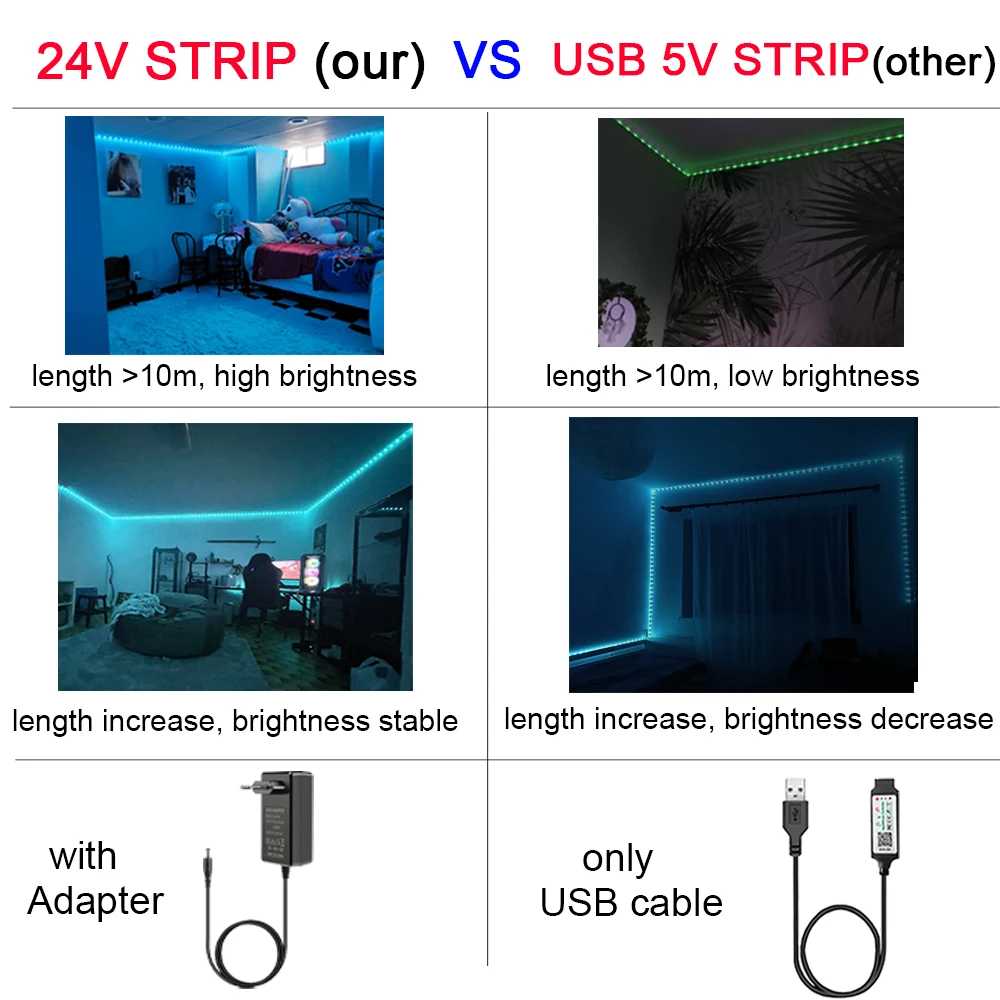 24V STRIP (our) VS USB 5V STRIP(other)
length >10m, high brightness
length >10m, low brightness
length increase, brightness stable
length increase, brightness decrease
with
Adapter
only
USB cable